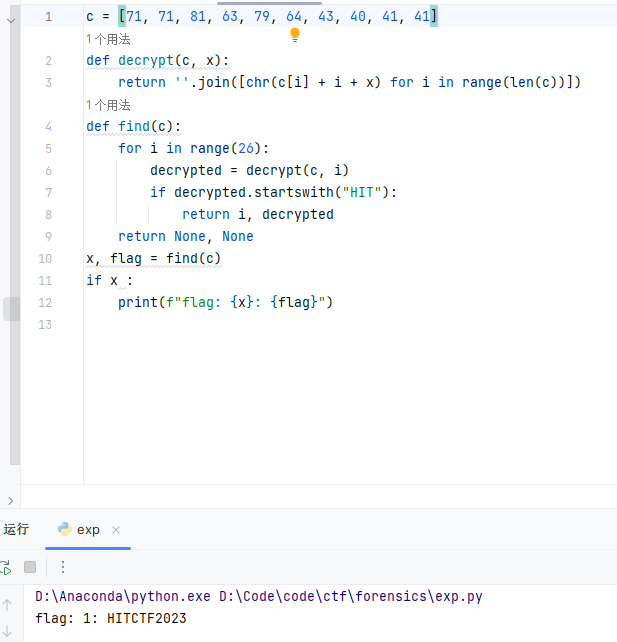 1 c = [71, 71, 81, 63, 79, 64, 43, 40, 41, 41]
1个用法
2 def decrypt(c, x):
3     return ''.join([chr(c[i] + i + x) for i in range(len(c))])
1个用法
4 def find(c):
5     for i in range(26):
6         decrypted = decrypt(c, i)
7         if decrypted.startswith("HIT"):
8             return i, decrypted
9     return None, None
10 x, flag = find(c)
11 if x :
12     print(f"flag: {x}: {flag}")
13
运行 exp
D:\Anaconda\python.exe D:\Code\code\ctf\forensics\exp.py
flag: 1: HITCTF2023